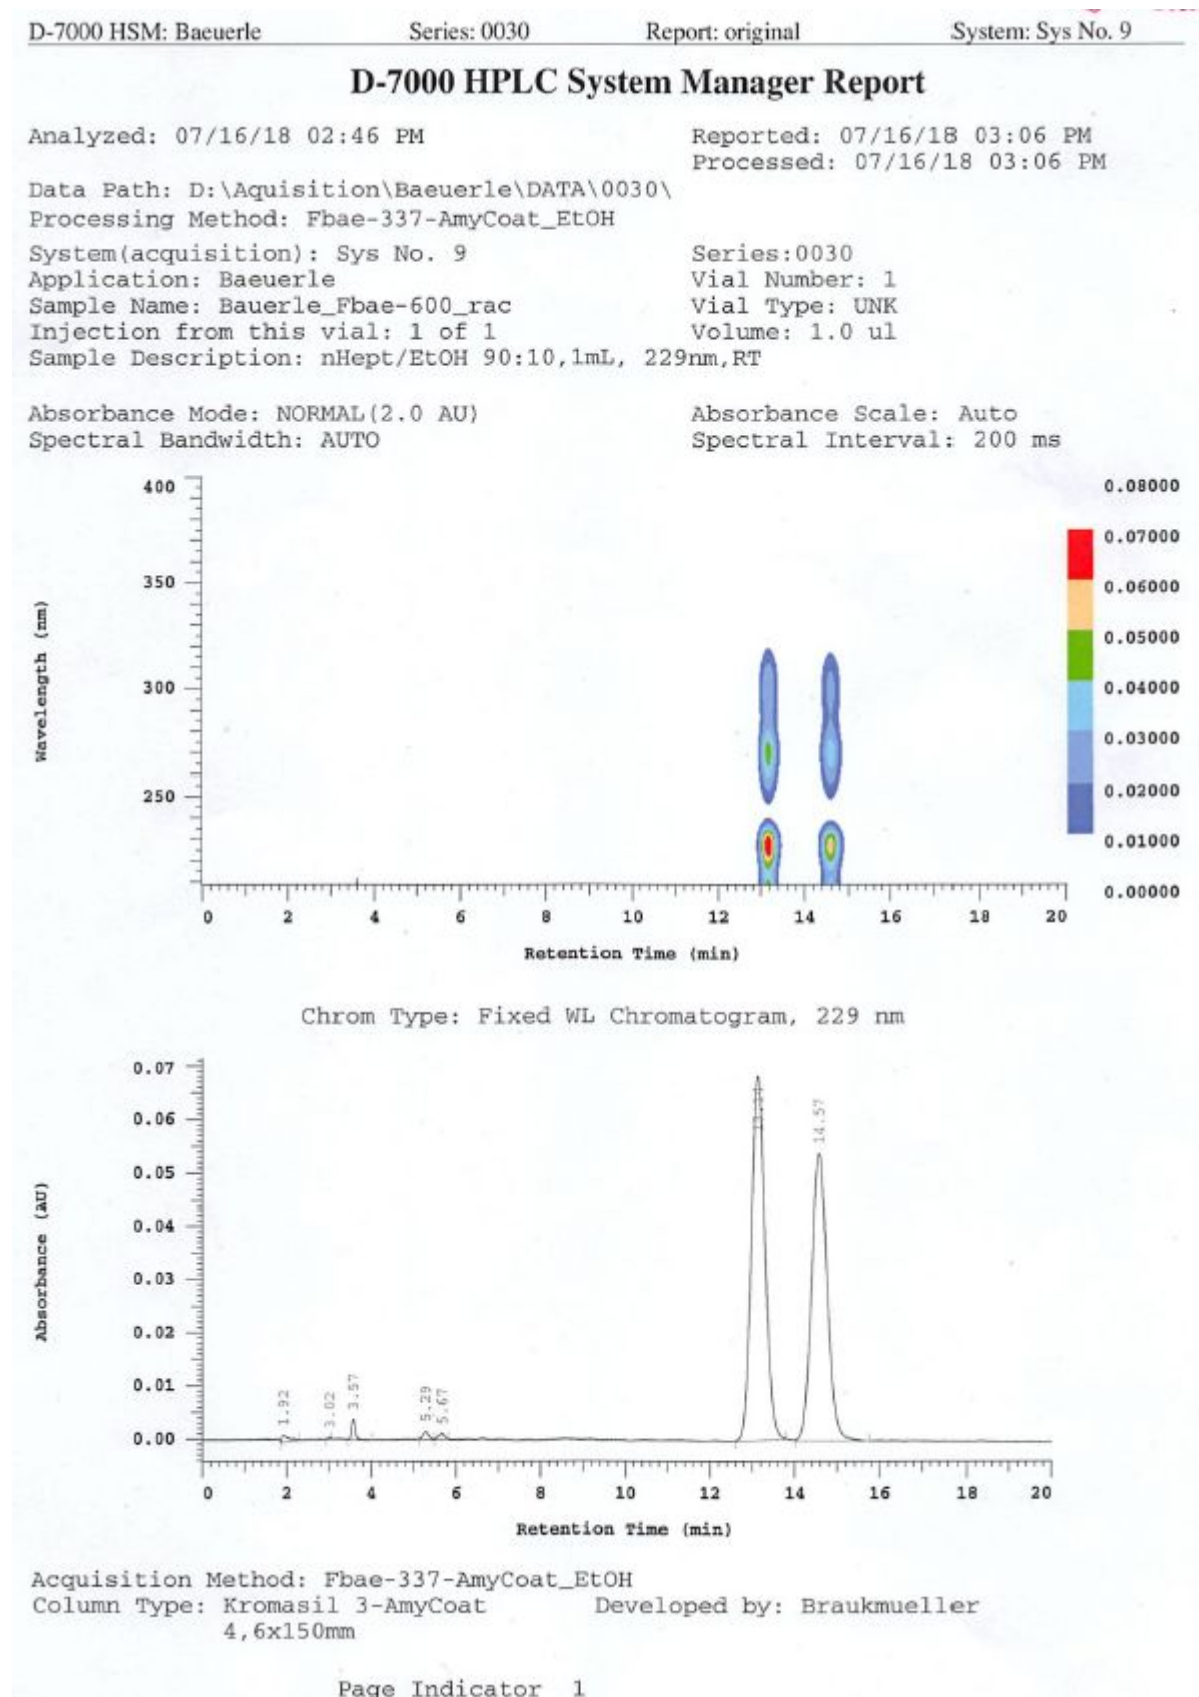 D-7000 HSM: Baeuerle Series: 0030 Report: original System: Sys No. 9
D-7000 HPLC System Manager Report
Analyzed: 07/16/18 02:46 PM Reported: 07/16/18 03:06 PM
Processed: 07/16/18 03:06 PM
Data Path: D:\Aquisition\Baeuerle\DATA\0030\
Processing Method: Fbae-337-AmyCoat_EtOH
System(acquisition): Sys No. 9 Series:0030
Application: Baeuerle Vial Number: 1
Sample Name: Bauerle_Fbae-600_rac Vial Type: UNK
Injection from this vial: 1 of 1 Volume: 1.0 ul
Sample Description: nHept/EtOH 90:10,1mL, 229nm,RT
Absorbance Mode: NORMAL(2.0 AU) Absorbance Scale: Auto
Spectral Bandwidth: AUTO Spectral Interval: 200 ms
400 0.08000
0.07000
350
0.06000
Wavelength (nm)
0.05000
300 0.04000
0.03000
250 0.02000
0.01000
0.00000
0 2 4 6 8 10 12 14 16 18 20
Retention Time (min)
Chrom Type: Fixed WL Chromatogram, 229 nm
0.07
0.06
14.57
0.05
0.04
Absorbance (AU)
0.03
0.02
0.01
1.92 3.02 3.57 5.29 5.67
0.00
0 2 4 6 8 10 12 14 16 18 20
Retention Time (min)
Acquisition Method: Fbae-337-AmyCoat_EtOH
Column Type: Kromasil 3-AmyCoat Developed by: Braukmueller
4,6x150mm
Page Indicator 1